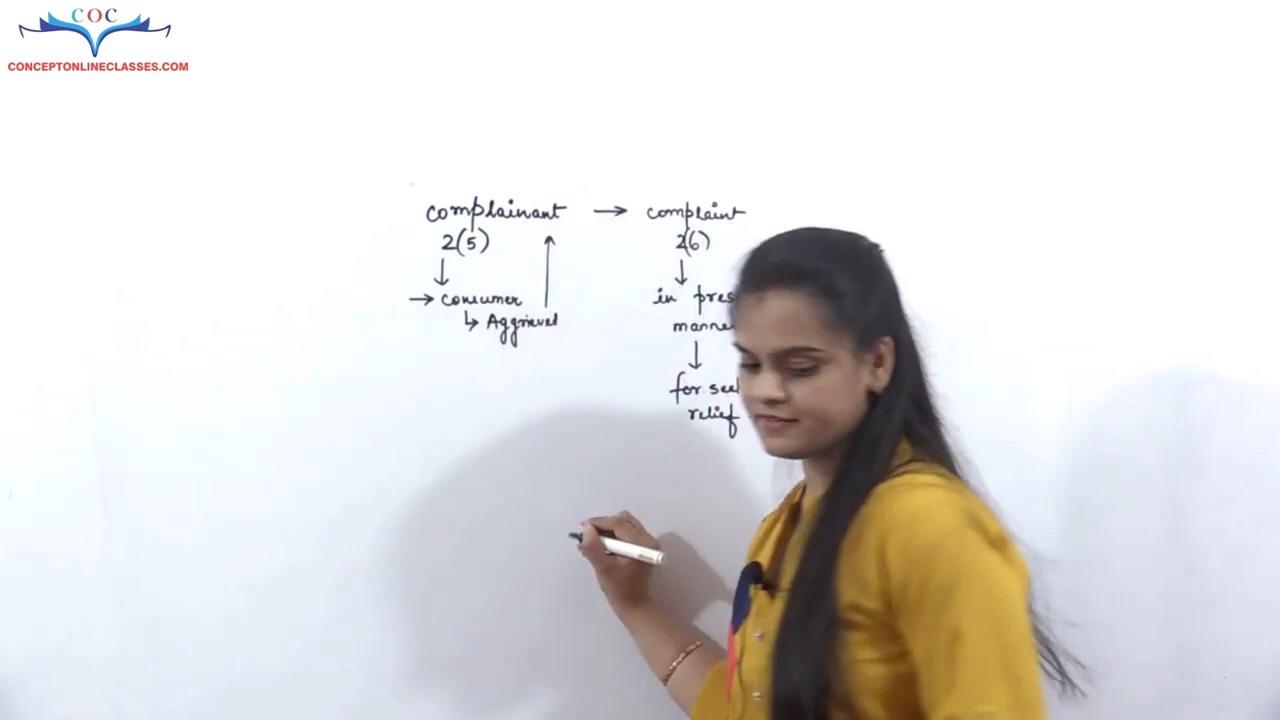 COC
CONCEPTONLINECLASSES.COM
complainant → complaint
2(5) 2(6)
→ consumer in pres
↳ Aggrieved manne
for see
relief